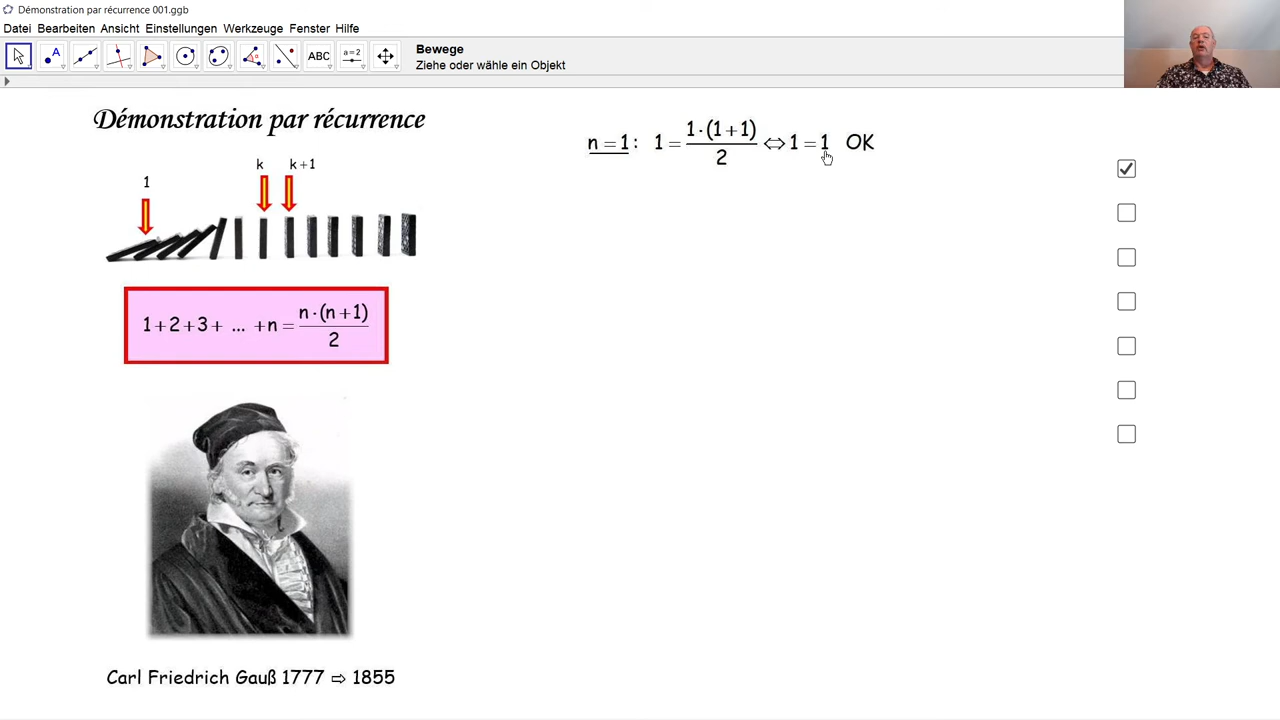 Démonstration par récurrence 001.ggb
Datei Bearbeiten Ansicht Einstellungen Werkzeuge Fenster Hilfe
A ABC a=2 Bewege
Ziehe oder wähle ein Objekt
Démonstration par récurrence
n = 1: 1 = \frac{1·(1+1)}{2} ⇔ 1 = 1 OK
1 k k+1
1+2+3+ ... +n = \frac{n·(n+1)}{2}
Carl Friedrich Gauß 1777 ⇨ 1855